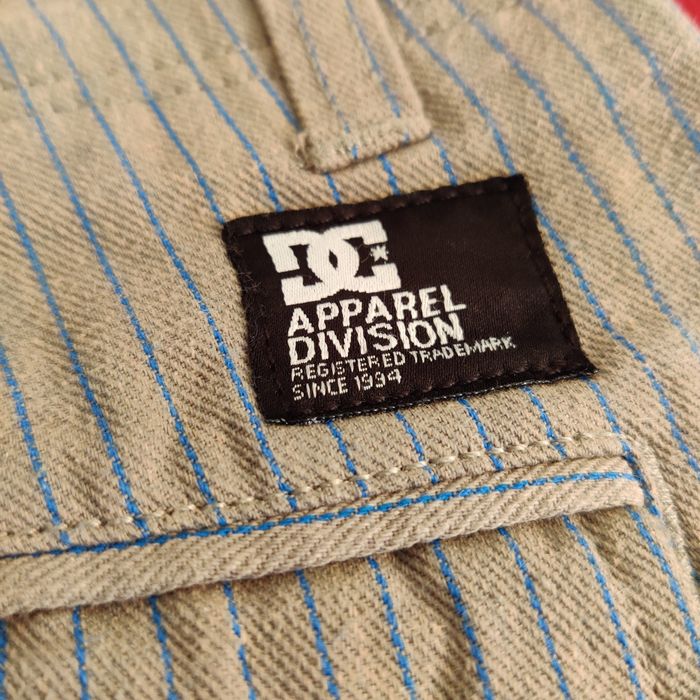 DC
APPAREL
DIVISION
REGISTERED TRADEMARK
SINCE 1994